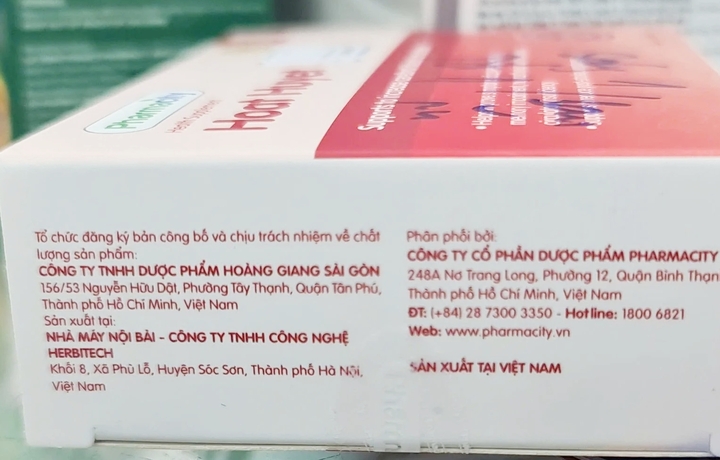 Pharmacity
Health Supplement
Hoạt Huyết
Tổ chức đăng ký bản công bố và chịu trách nhiệm về chất
lượng sản phẩm:
CÔNG TY TNHH DƯỢC PHẨM HOÀNG GIANG SÀI GÒN
156/53 Nguyễn Hữu Dật, Phường Tây Thạnh, Quận Tân Phú,
Thành phố Hồ Chí Minh, Việt Nam
Sản xuất tại:
NHÀ MÁY NỘI BÀI - CÔNG TY TNHH CÔNG NGHỆ
HERBITECH
Khối 8, Xã Phù Lỗ, Huyện Sóc Sơn, Thành phố Hà Nội,
Việt Nam
Phân phối bởi:
CÔNG TY CỔ PHẦN DƯỢC PHẨM PHARMACITY
248A Nơ Trang Long, Phường 12, Quận Bình Thạn
Thành phố Hồ Chí Minh, Việt Nam
ĐT: (+84) 28 7300 3350 - Hotline: 1800 6821
Web: www.pharmacity.vn
SẢN XUẤT TẠI VIỆT NAM